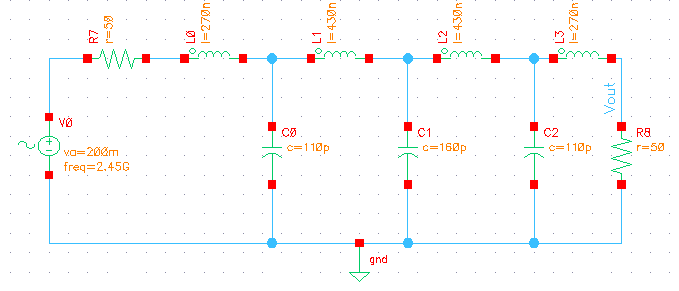 R7
r=50
L0
l=270n
L1
l=430n
L2
l=430n
L3
l=270n
V0
va=200m
freq=2.45G
C0
c=110p
C1
c=160p
C2
c=110p
Vout
R8
r=50
gnd